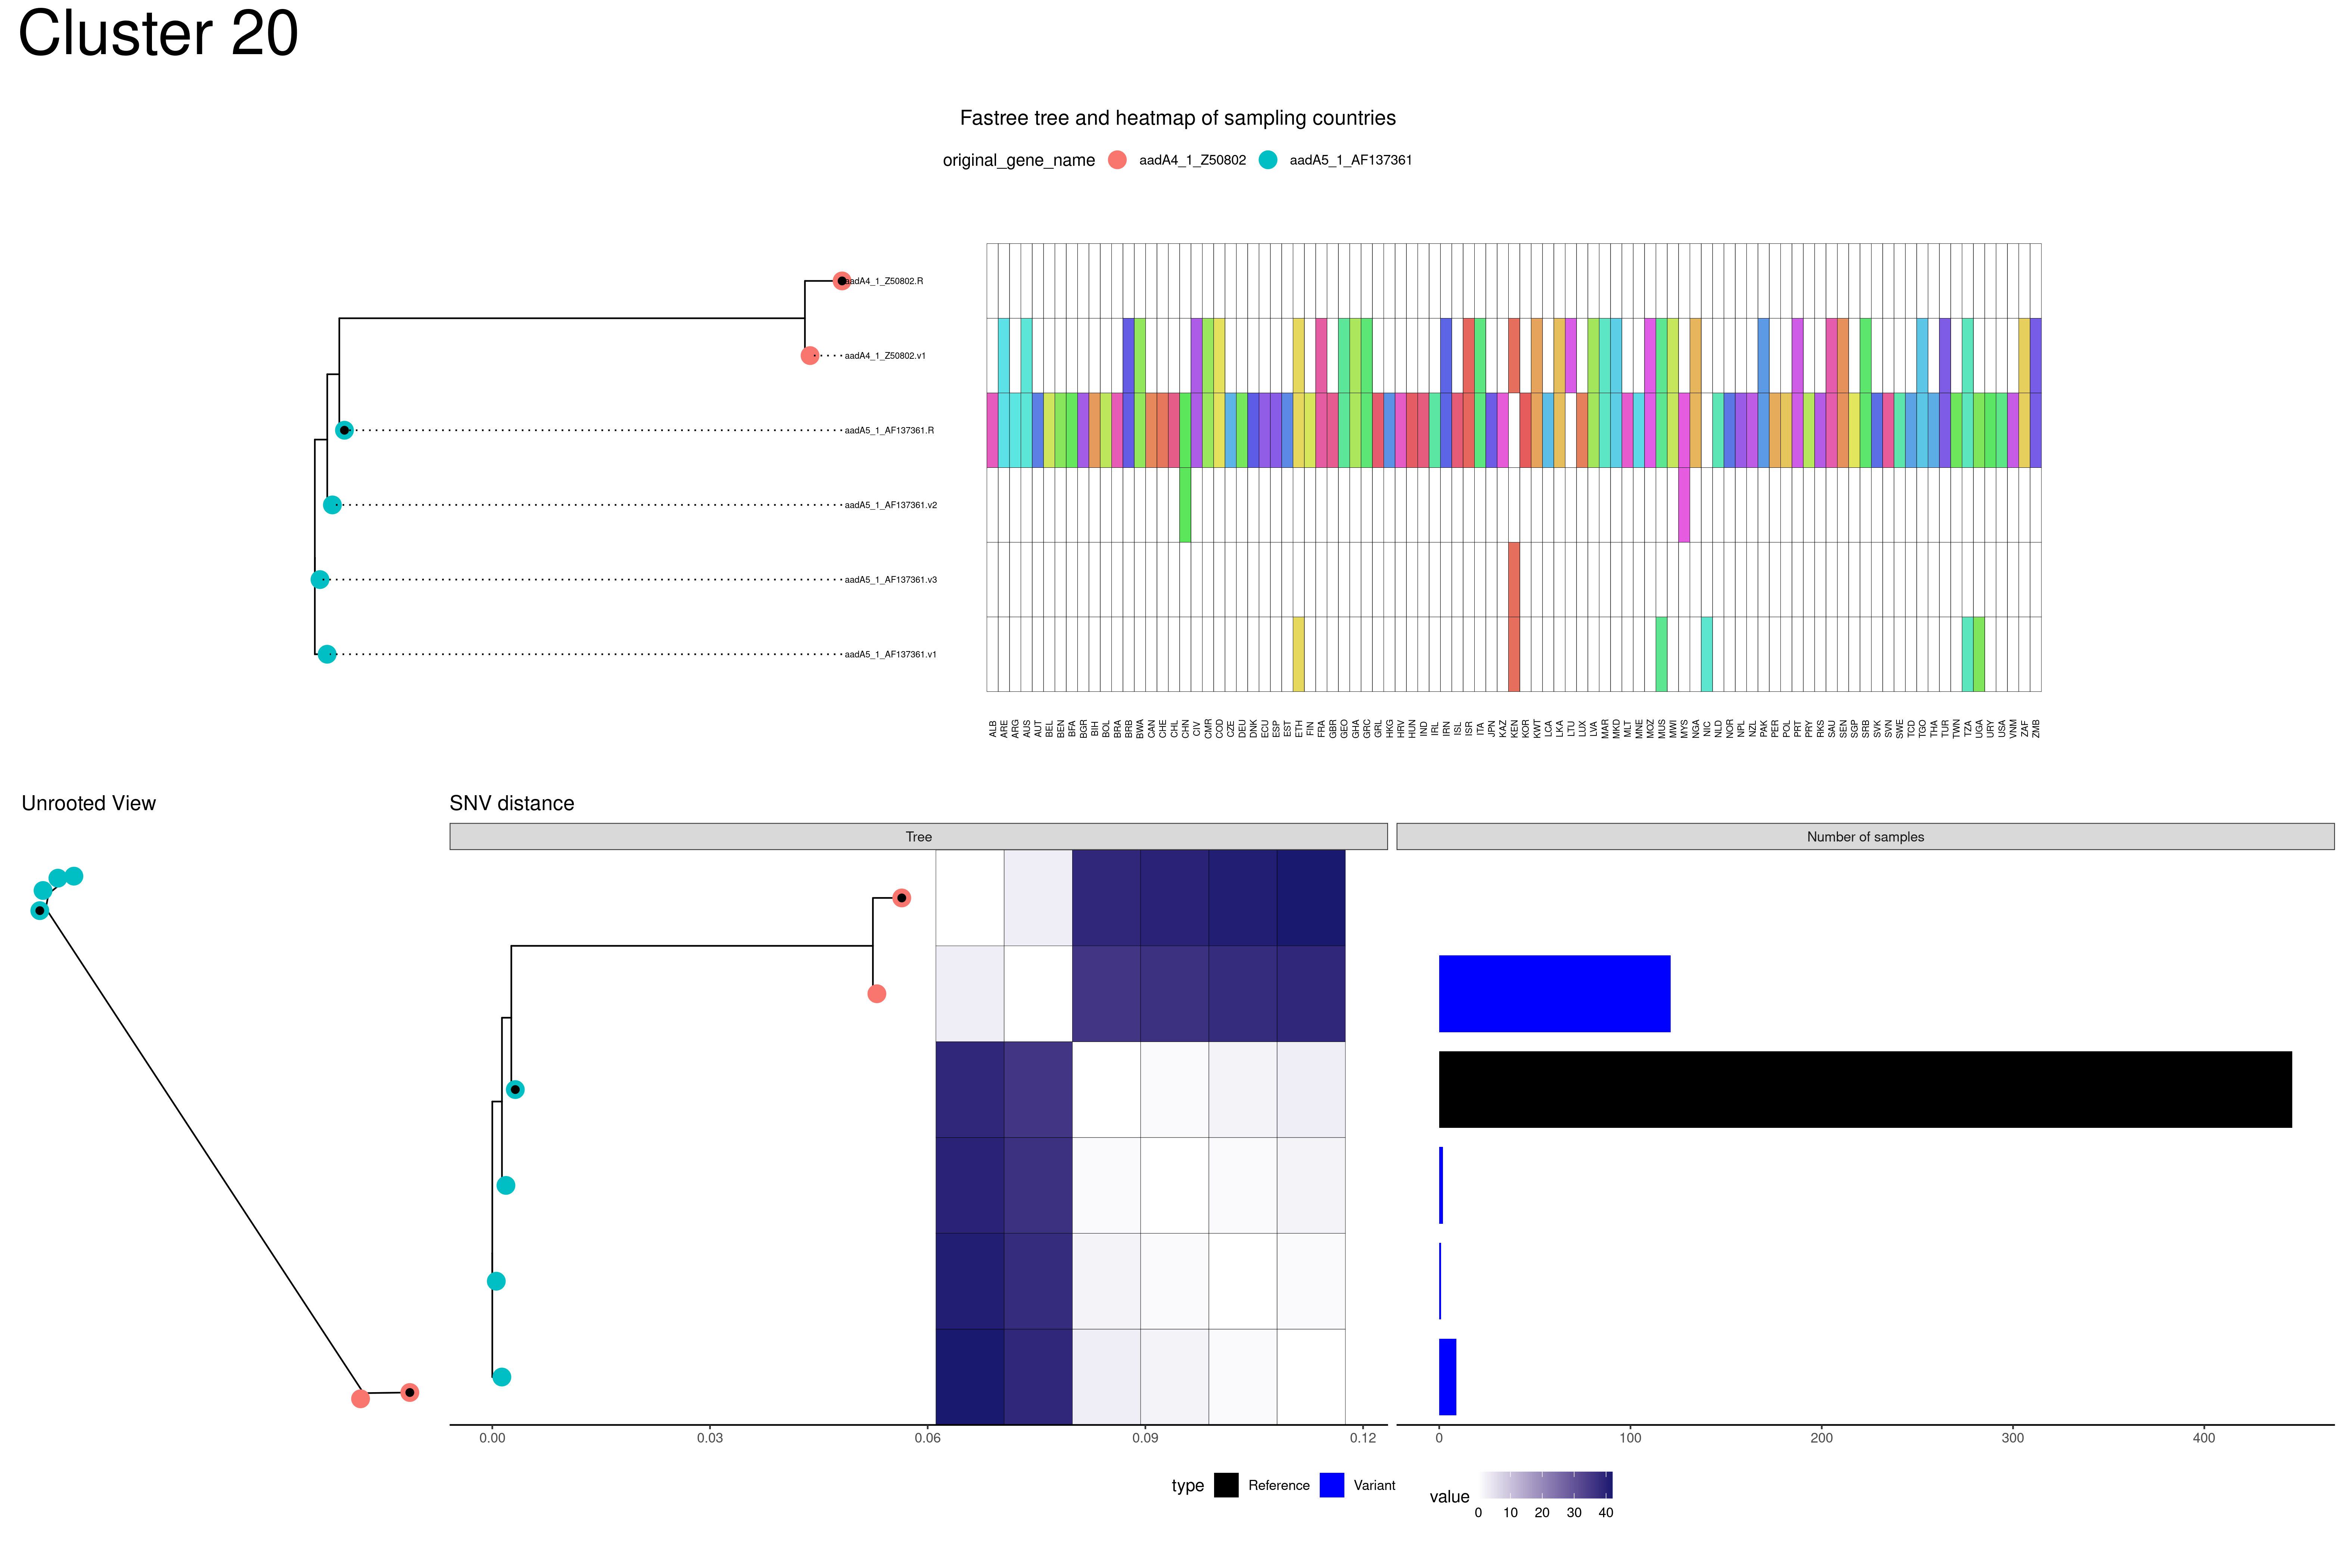 Cluster 20
Fastree tree and heatmap of sampling countries
original_gene_name aadA4_1_Z50802 aadA5_1_AF137361
aadA4_1_Z50802.R
aadA4_1_Z50802.v1
aadA5_1_AF137361.R
aadA5_1_AF137361.v2
aadA5_1_AF137361.v3
aadA5_1_AF137361.v1
ALB ARE ARG AUS AUT BEL BEN BFA BGR BIH BOL BRA BRB BWA CAN CHE CHL CHN CIV CMR COD CZE DEU DNK ECU ESP EST ETH FIN FRA GBR GEO GHA GRC GRL HKG HRV HUN IND IRL IRN ISL ISR ITA JPN KAZ KEN KOR KWT LCA LKA LTU LUX LVA MAR MKD MLT MNE MOZ MUS MWI MYS NGA NIC NLD NOR NPL NZL PAK PER POL PRT PRY RKS SAU SEN SGP SRB SVK SVN SWE TCD TGO THA TUR TWN TZA UGA URY USA VNM ZAF ZMB
Unrooted View
SNV distance
Tree
Number of samples
0.00 0.03 0.06 0.09 0.12
0 100 200 300 400
type Reference Variant
value
0 10 20 30 40